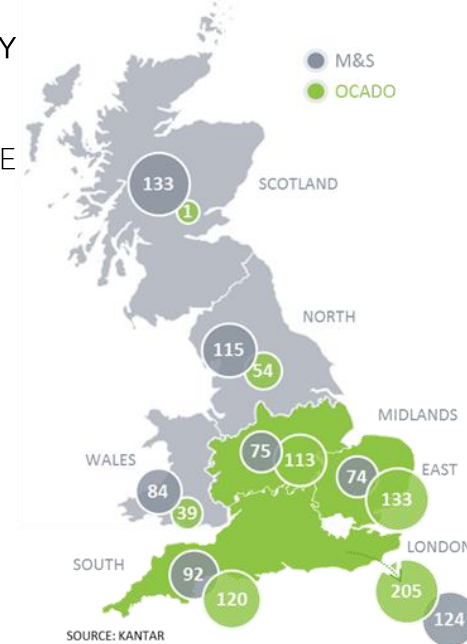 Y
M&S
OCADO
E
133
SCOTLAND
1
NORTH
115
54
MIDLANDS
75
113
WALES
EAST
74
84
133
39
LONDON
SOUTH
92
205
120
124
SOURCE: KANTAR